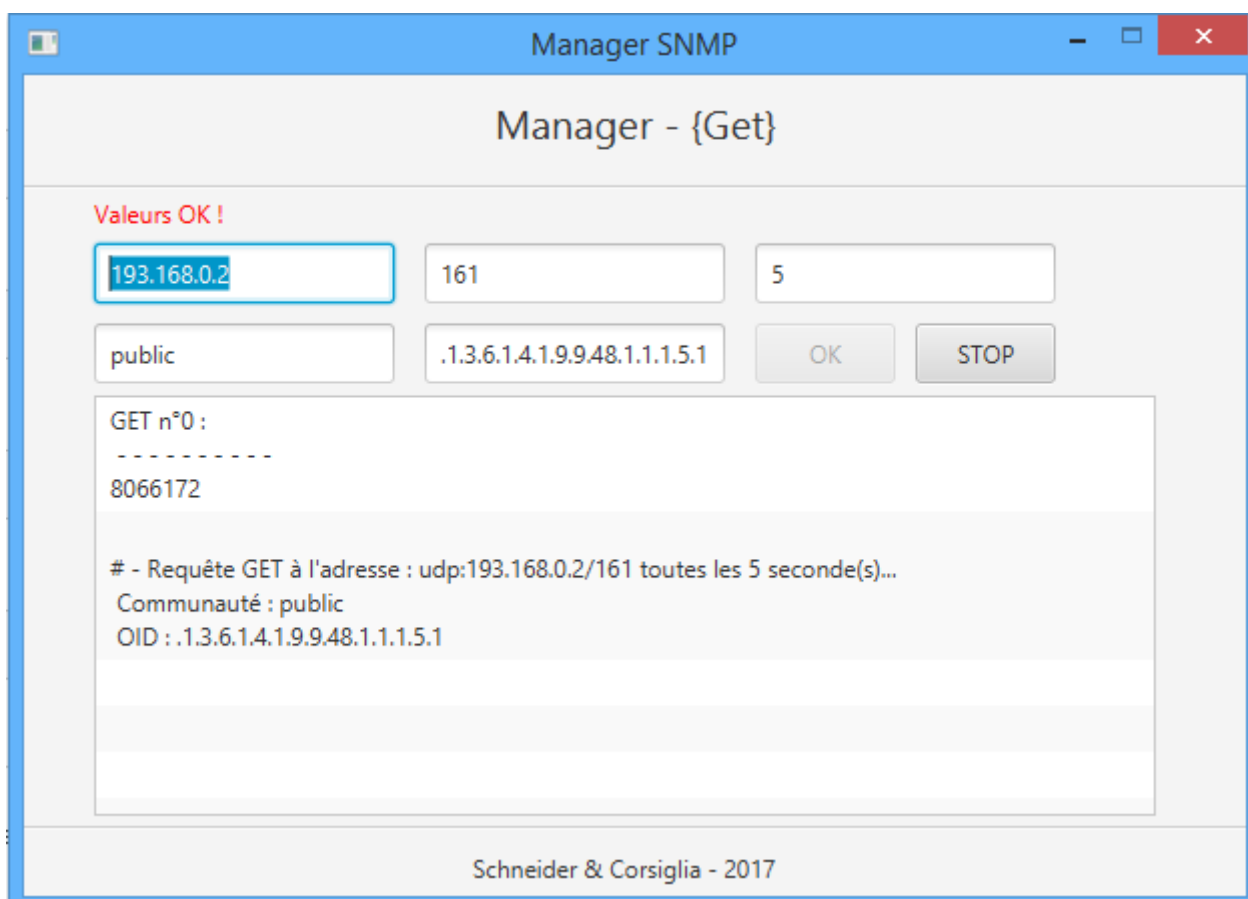 Manager SNMP
Manager - {Get}
Valeurs OK !
193.168.0.2
161
5
public
.1.3.6.1.4.1.9.9.48.1.1.1.5.1
OK
STOP
GET n°0 :
- - - - - - - - - -
8066172
# - Requête GET à l'adresse : udp:193.168.0.2/161 toutes les 5 seconde(s)...
Communauté : public
OID : .1.3.6.1.4.1.9.9.48.1.1.1.5.1
Schneider & Corsiglia - 2017